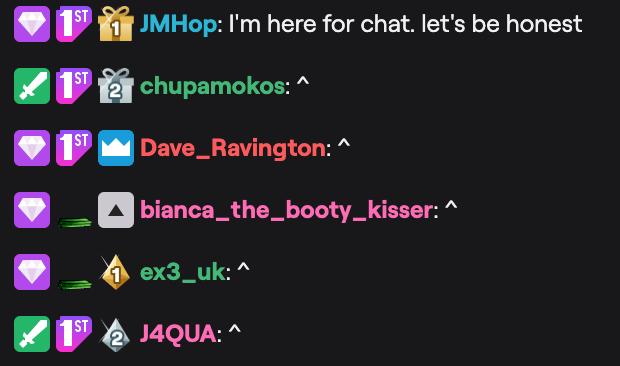 1ST 1 JMHop: I'm here for chat. let's be honest
2 chupamokos: ^
1ST Dave_Ravington: ^
bianca_the_booty_kisser: ^
1 ex3_uk: ^
1ST 2 J4QUA: ^